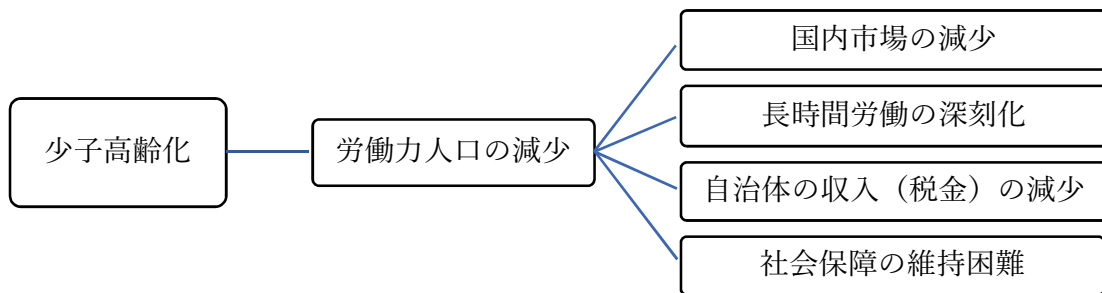 少子高齢化
労働力人口の減少
国内市場の減少
長時間労働の深刻化
自治体の収入（税金）の減少
社会保障の維持困難